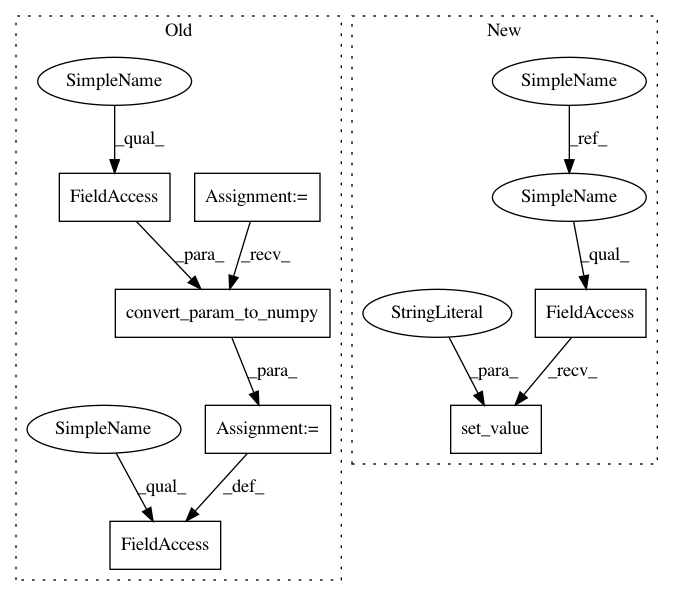 Old
New
SimpleName
SimpleName
_qual_
_ref_
FieldAccess
Assignment:=
SimpleName
_para_
_recv_
_qual_
convert_param_to_numpy
StringLiteral
FieldAccess
_para_
_para_
_recv_
SimpleName
Assignment:=
set_value
_qual_
_def_
FieldAccess